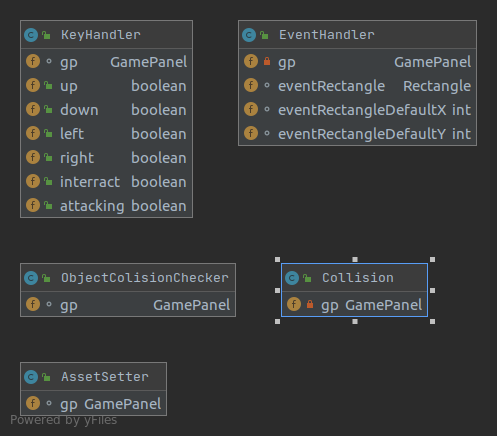 KeyHandler
gp GamePanel
up boolean
down boolean
left boolean
right boolean
interract boolean
attacking boolean
EventHandler
gp GamePanel
eventRectangle Rectangle
eventRectangleDefaultX int
eventRectangleDefaultY int
ObjectColisionChecker
gp GamePanel
Collision
gp GamePanel
AssetSetter
gp GamePanel
Powered by yFiles